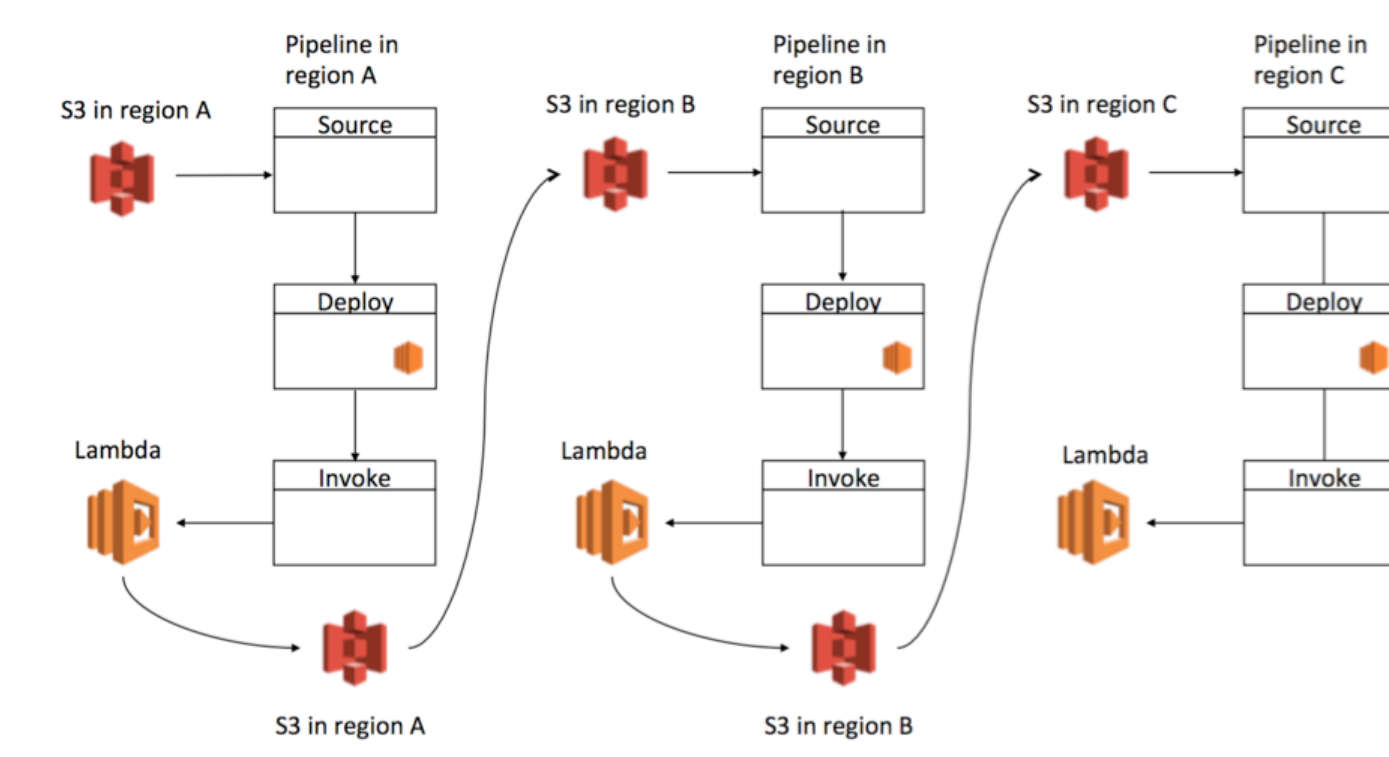 Pipeline in
region A
S3 in region A
Source
Deploy
Lambda
Invoke
S3 in region A
Pipeline in
region B
S3 in region B
Source
Deploy
Lambda
Invoke
S3 in region B
Pipeline in
region C
S3 in region C
Source
Deploy
Lambda
Invoke